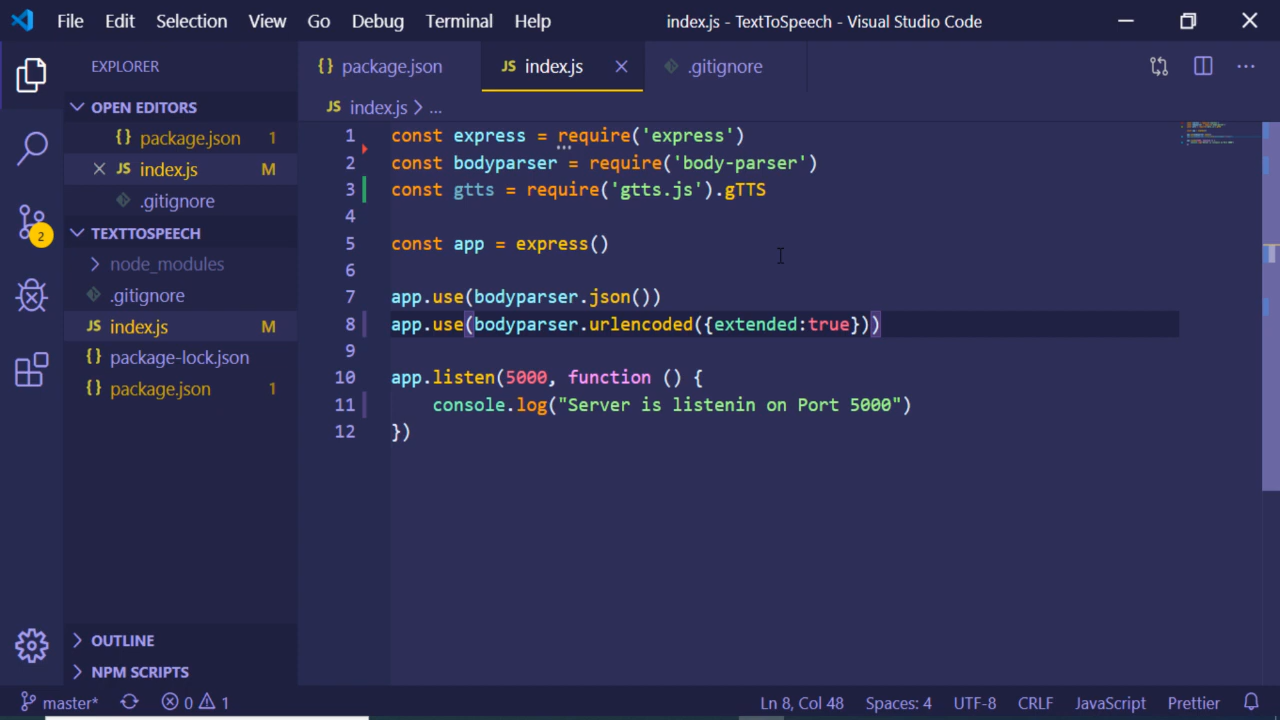 File Edit Selection View Go Debug Terminal Help index.js - TextToSpeech - Visual Studio Code
EXPLORER
OPEN EDITORS
{} package.json 1
JS index.js M
.gitignore
TEXTTOSPEECH
node_modules
.gitignore
JS index.js M
{} package-lock.json
{} package.json 1
OUTLINE
NPM SCRIPTS
2
{} package.json JS index.js .gitignore
JS index.js > ...
1 const express = require('express')
2 const bodyparser = require('body-parser')
3 const gtts = require('gtts.js').gTTS
4
5 const app = express()
6
7 app.use(bodyparser.json())
8 app.use(bodyparser.urlencoded({extended:true}))
9
10 app.listen(5000, function () {
11 console.log("Server is listenin on Port 5000")
12 })
master* 0 1 Ln 8, Col 48 Spaces: 4 UTF-8 CRLF JavaScript Prettier